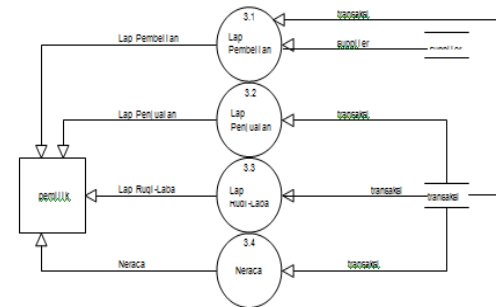 3.1
transaksi
Lap Pembelian
Lap
Pembelian
supplier
supplier
3.2
Lap Penjualan
Lap
Penjualan
transaksi
3.3
pemilik
Lap Rugi-Laba
Lap
Rugi-Laba
transaksi
transaksi
3.4
Neraca
Neraca
transaksi